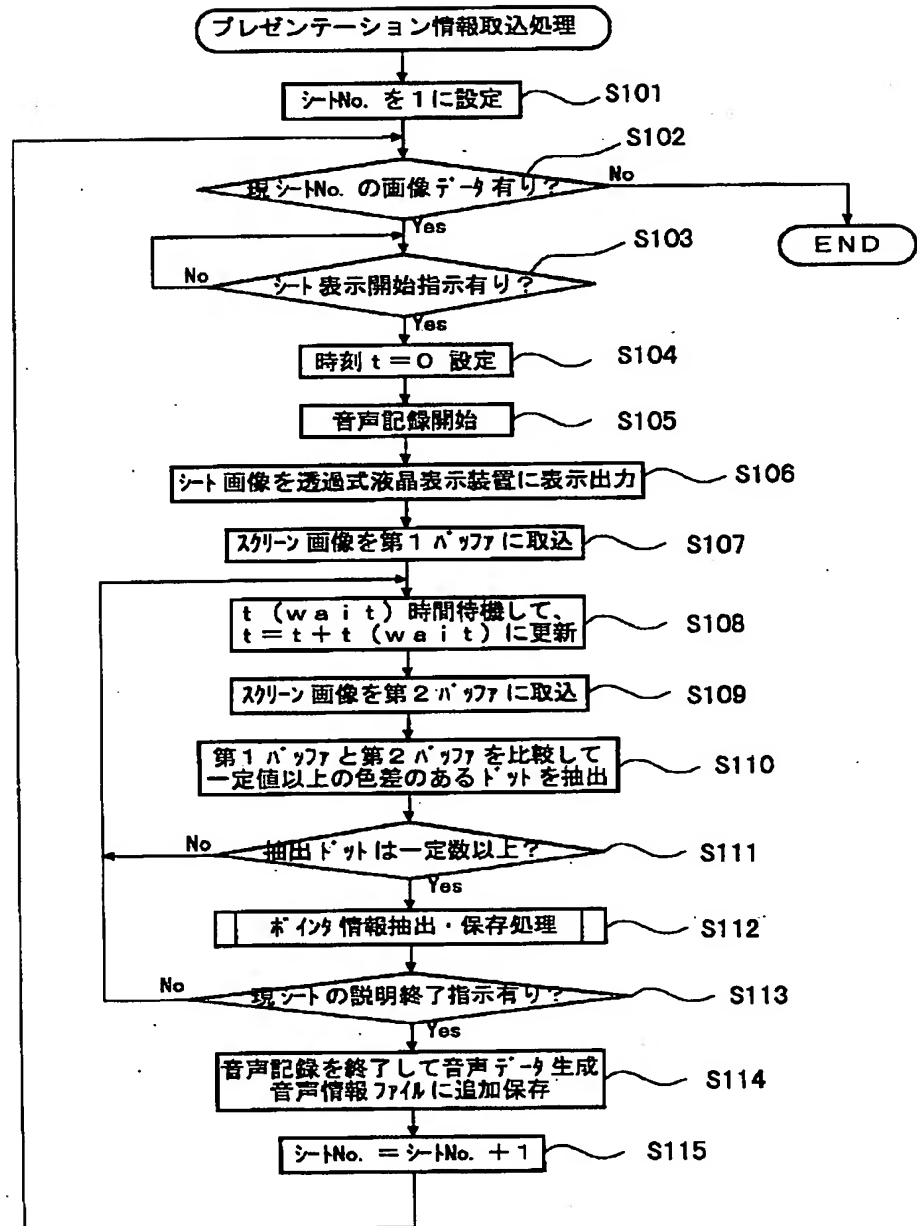 プレゼンテーション情報取込処理
シートNo. を1に設定
S101
S102
現シートNo. の画像データ有り?
No
Yes
END
S103
No
シート表示開始指示有り?
Yes
時刻t=0 設定
S104
音声記録開始
S105
シート画像を透過式液晶表示装置に表示出力
S106
スクリーン画像を第1バッファに取込
S107
t(wait)時間待機して、
t=t+t(wait)に更新
S108
スクリーン画像を第2バッファに取込
S109
第1バッファと第2バッファを比較して
一定値以上の色差のあるドットを抽出
S110
No
抽出ドットは一定数以上?
S111
Yes
ポインタ情報抽出・保存処理
S112
No
現シートの説明終了指示有り?
S113
Yes
音声記録を終了して音声データ生成
音声情報ファイルに追加保存
S114
シートNo. =シートNo. +1
S115